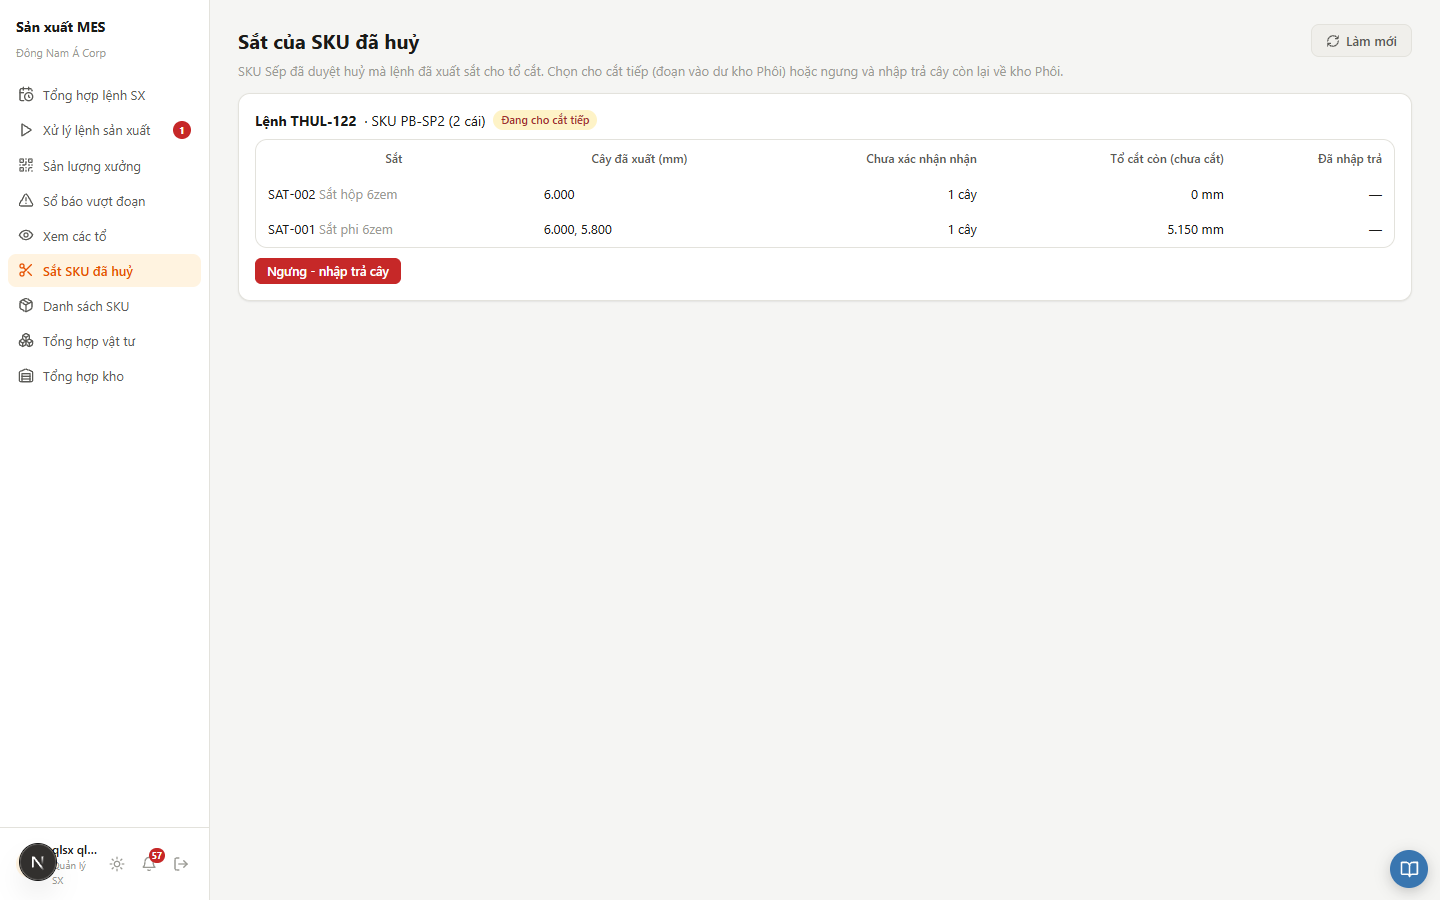 Sản xuất MES
Đông Nam Á Corp
Tổng hợp lệnh SX
Xử lý lệnh sản xuất 1
Sản lượng xưởng
Sổ báo vượt đoạn
Xem các tổ
Sắt SKU đã huỷ
Danh sách SKU
Tổng hợp vật tư
Tổng hợp kho
N
qlsx ql...
Quản lý
SX
57
Sắt của SKU đã huỷ
Làm mới
SKU Sếp đã duyệt huỷ mà lệnh đã xuất sắt cho tổ cắt. Chọn cho cắt tiếp (đoạn vào dư kho Phôi) hoặc ngưng và nhập trả cây còn lại về kho Phôi.
Lệnh THUL-122 · SKU PB-SP2 (2 cái) Đang cho cắt tiếp
Sắt Cây đã xuất (mm) Chưa xác nhận nhận Tổ cắt còn (chưa cắt) Đã nhập trả
SAT-002 Sắt hộp 6zem 6.000 1 cây 0 mm —
SAT-001 Sắt phi 6zem 6.000, 5.800 1 cây 5.150 mm —
Ngưng - nhập trả cây